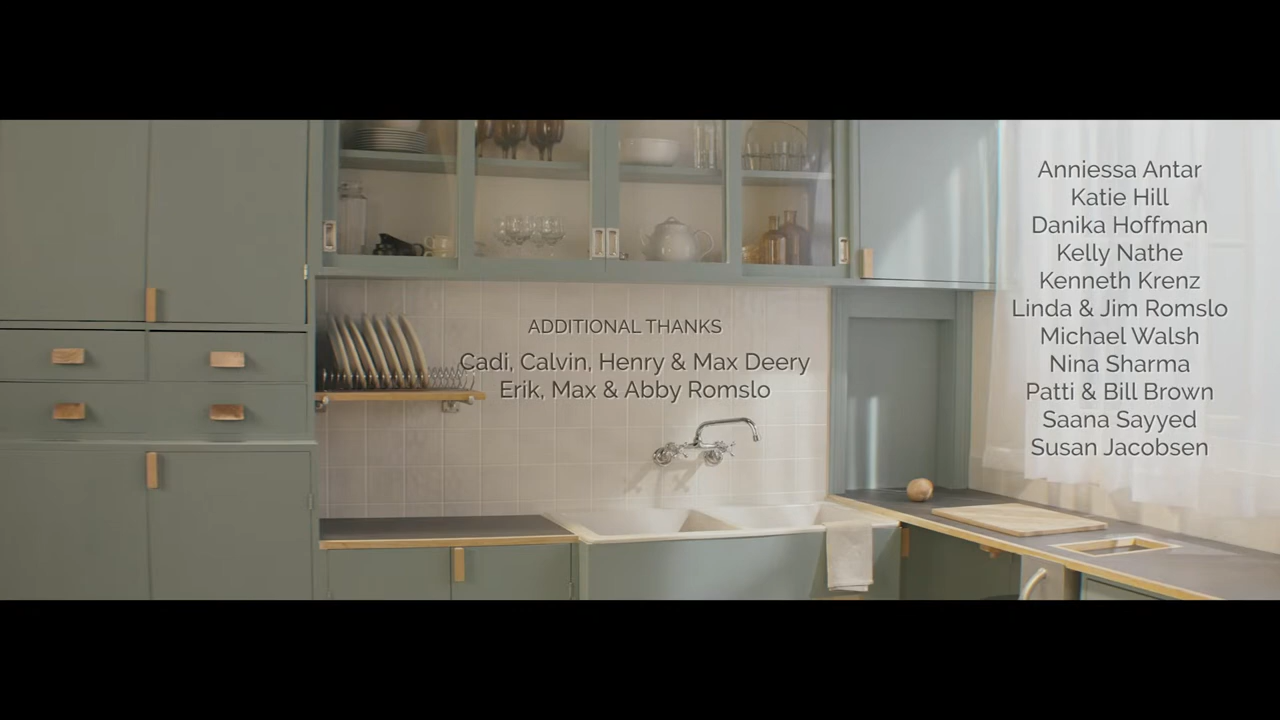 ADDITIONAL THANKS
Cadi, Calvin, Henry & Max Deery
Erik, Max & Abby Romslo
Anniessa Antar
Katie Hill
Danika Hoffman
Kelly Nathe
Kenneth Krenz
Linda & Jim Romslo
Michael Walsh
Nina Sharma
Patti & Bill Brown
Saana Sayyed
Susan Jacobsen